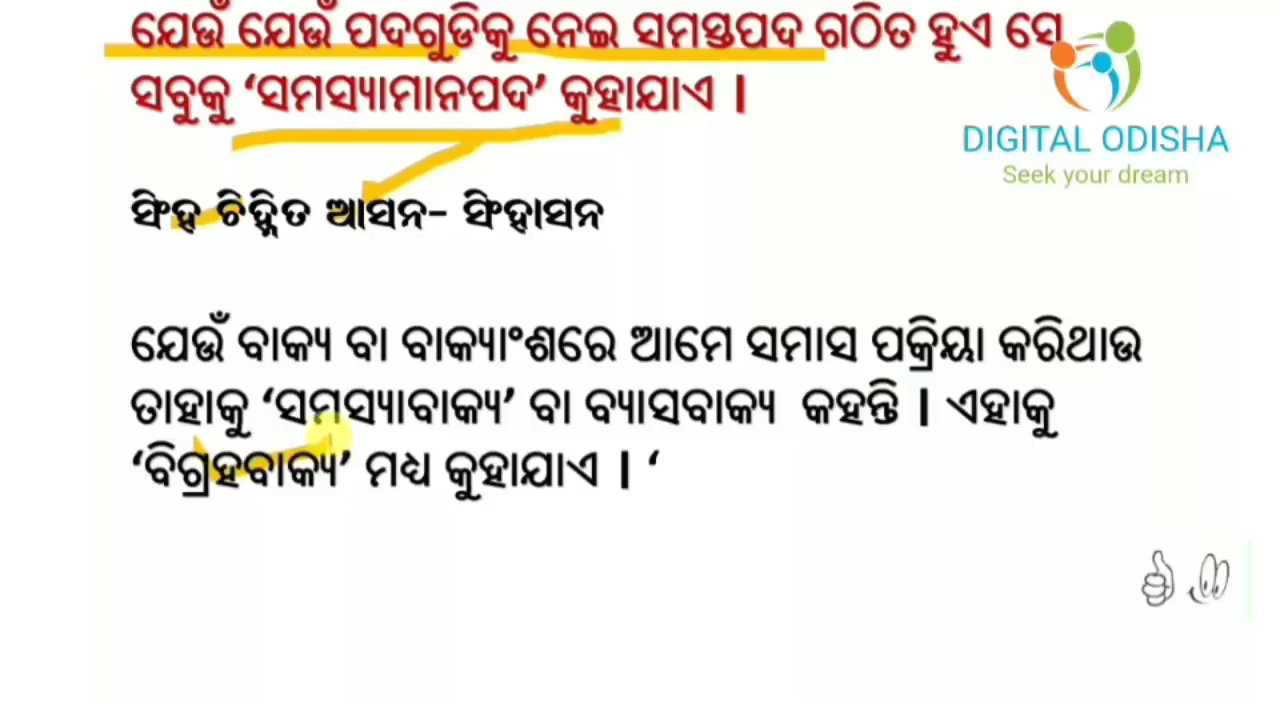 ଯେଉଁ ଯେଉଁ ପଦଗୁଡିକୁ ନେଇ ସମସ୍ତପଦ ଗଠିତ ହୁଏ ସେ
ସବୁକୁ ‘ସମସ୍ୟାମାନପଦ’ କୁହାଯାଏ |
DIGITAL ODISHA
Seek your dream
ସିଂହ ଚିହ୍ନିତ ଆସନ- ସିଂହାସନ
ଯେଉଁ ବାକ୍ୟ ବା ବାକ୍ୟାଂଶରେ ଆମେ ସମାସ ପକ୍ରିୟା କରିଥାଉ
ତାହାକୁ ‘ସମସ୍ୟାବାକ୍ୟ’ ବା ବ୍ୟାସବାକ୍ୟ କହନ୍ତି | ଏହାକୁ
‘ବିଗ୍ରହବାକ୍ୟ’ ମଧ୍ୟ କୁହାଯାଏ | ‘